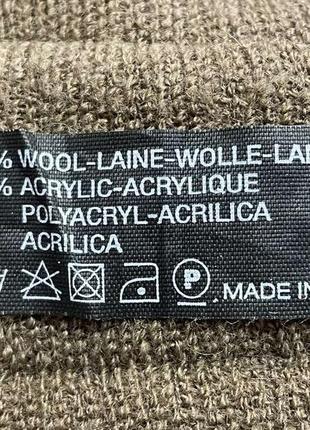 % WOOL-LAINE-WOLLE-LA
% ACRYLIC-ACRYLIQUE
POLYACRYL-ACRILICA
ACRILICA
P MADE IN